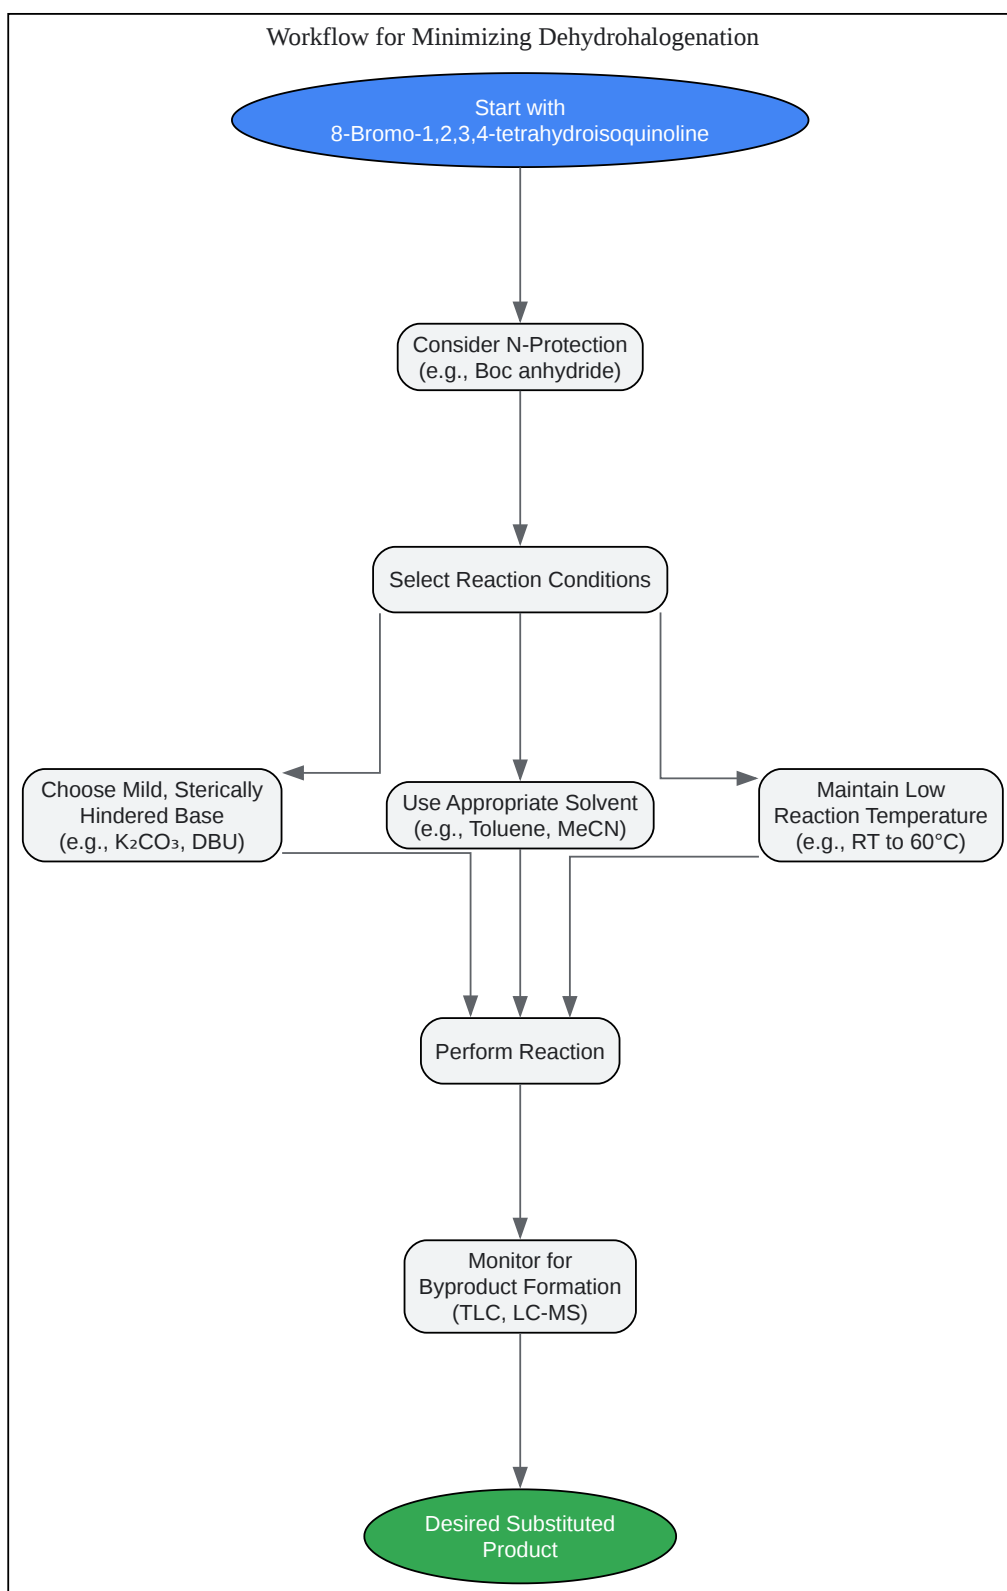 Workflow for Minimizing Dehydrohalogenation
Start with
8-Bromo-1,2,3,4-tetrahydroisoquinoline
Consider N-Protection
(e.g., Boc anhydride)
Select Reaction Conditions
Choose Mild, Sterically
Hindered Base
(e.g., K₂CO₃, DBU)
Use Appropriate Solvent
(e.g., Toluene, MeCN)
Maintain Low
Reaction Temperature
(e.g., RT to 60°C)
Perform Reaction
Monitor for
Byproduct Formation
(TLC, LC-MS)
Desired Substituted
Product